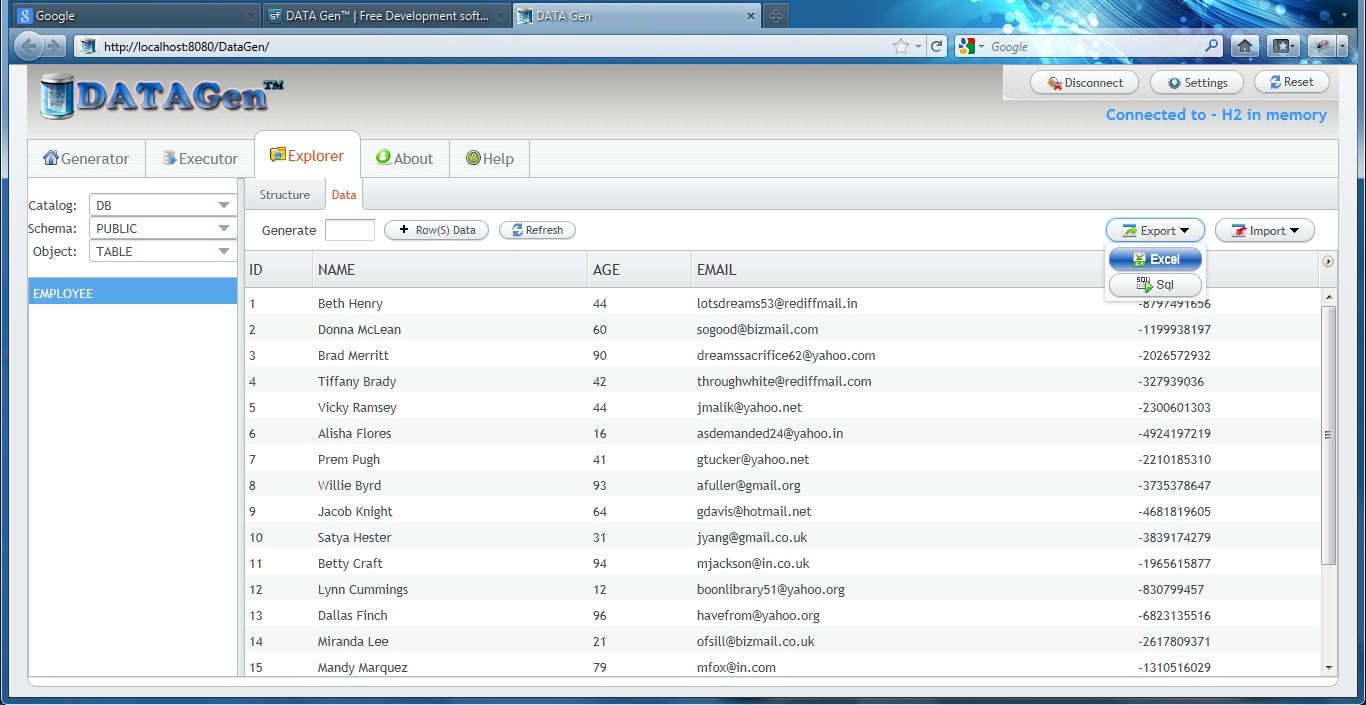 Google
DATA Gen™ | Free Development soft...
DATA Gen
http://localhost:8080/DataGen/
Google
DATAGen™
Disconnect
Settings
Reset
Connected to - H2 in memory
Generator
Executor
Explorer
About
Help
Structure
Data
Catalog: DB
Schema: PUBLIC
Object: TABLE
EMPLOYEE
Generate
Row(S) Data
Refresh
Export
Import
Excel
Sql
ID NAME AGE EMAIL
1 Beth Henry 44 lotsdreams53@rediffmail.in -8797491656
2 Donna McLean 60 sogood@bizmail.com -1199938197
3 Brad Merritt 90 dreamssacrifice62@yahoo.com -2026572932
4 Tiffany Brady 42 throughwhite@rediffmail.com -327939036
5 Vicky Ramsey 44 jmalik@yahoo.net -2300601303
6 Alisha Flores 16 asdemanded24@yahoo.in -4924197219
7 Prem Pugh 41 gtucker@yahoo.net -2210185310
8 Willie Byrd 93 afuller@gmail.org -3735378647
9 Jacob Knight 64 gdavis@hotmail.net -4681819605
10 Satya Hester 31 jyang@gmail.co.uk -3839174279
11 Betty Craft 94 mjackson@in.co.uk -1965615877
12 Lynn Cummings 12 boonlibrary51@yahoo.org -830799457
13 Dallas Finch 96 havefrom@yahoo.org -6823135516
14 Miranda Lee 21 ofsill@bizmail.co.uk -2617809371
15 Mandy Marquez 79 mfox@in.com -1310516029